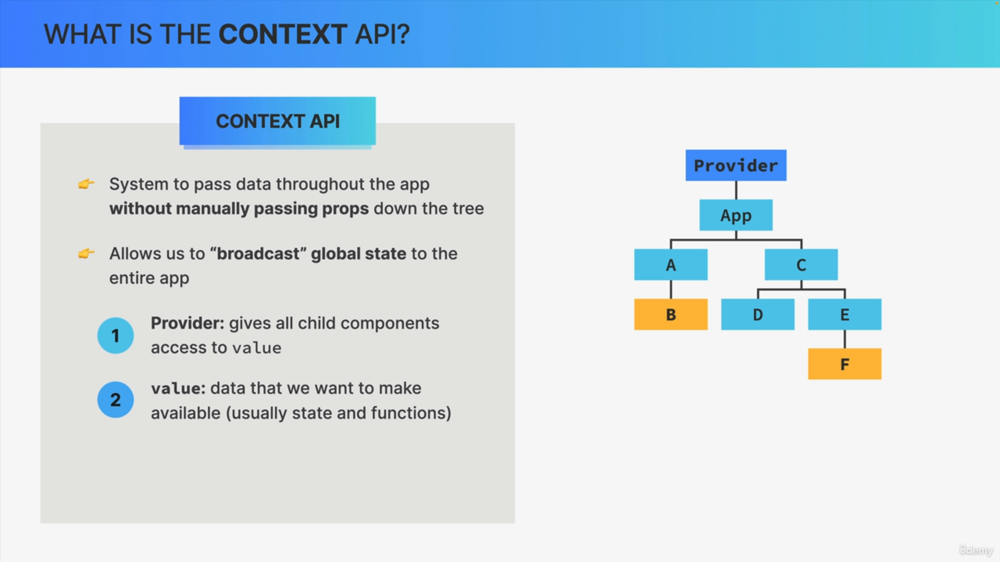 WHAT IS THE CONTEXT API?
CONTEXT API
👉 System to pass data throughout the app
without manually passing props down the tree
👉 Allows us to “broadcast” global state to the
entire app
1 Provider: gives all child components
access to value
2 value: data that we want to make
available (usually state and functions)
Provider
App
A C
B D E
F
ûdemy